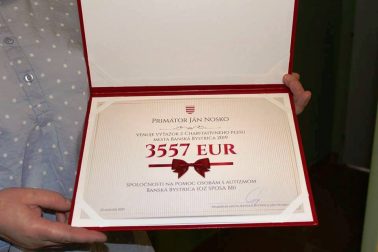 Primátor Ján Nosko
venuje výťažok z Charitatívneho plesu
mesta Banská Bystrica 2019
3557 EUR
Spoločnosti na pomoc osobám s autizmom
Banská Bystrica (OZ SPOSA BB)